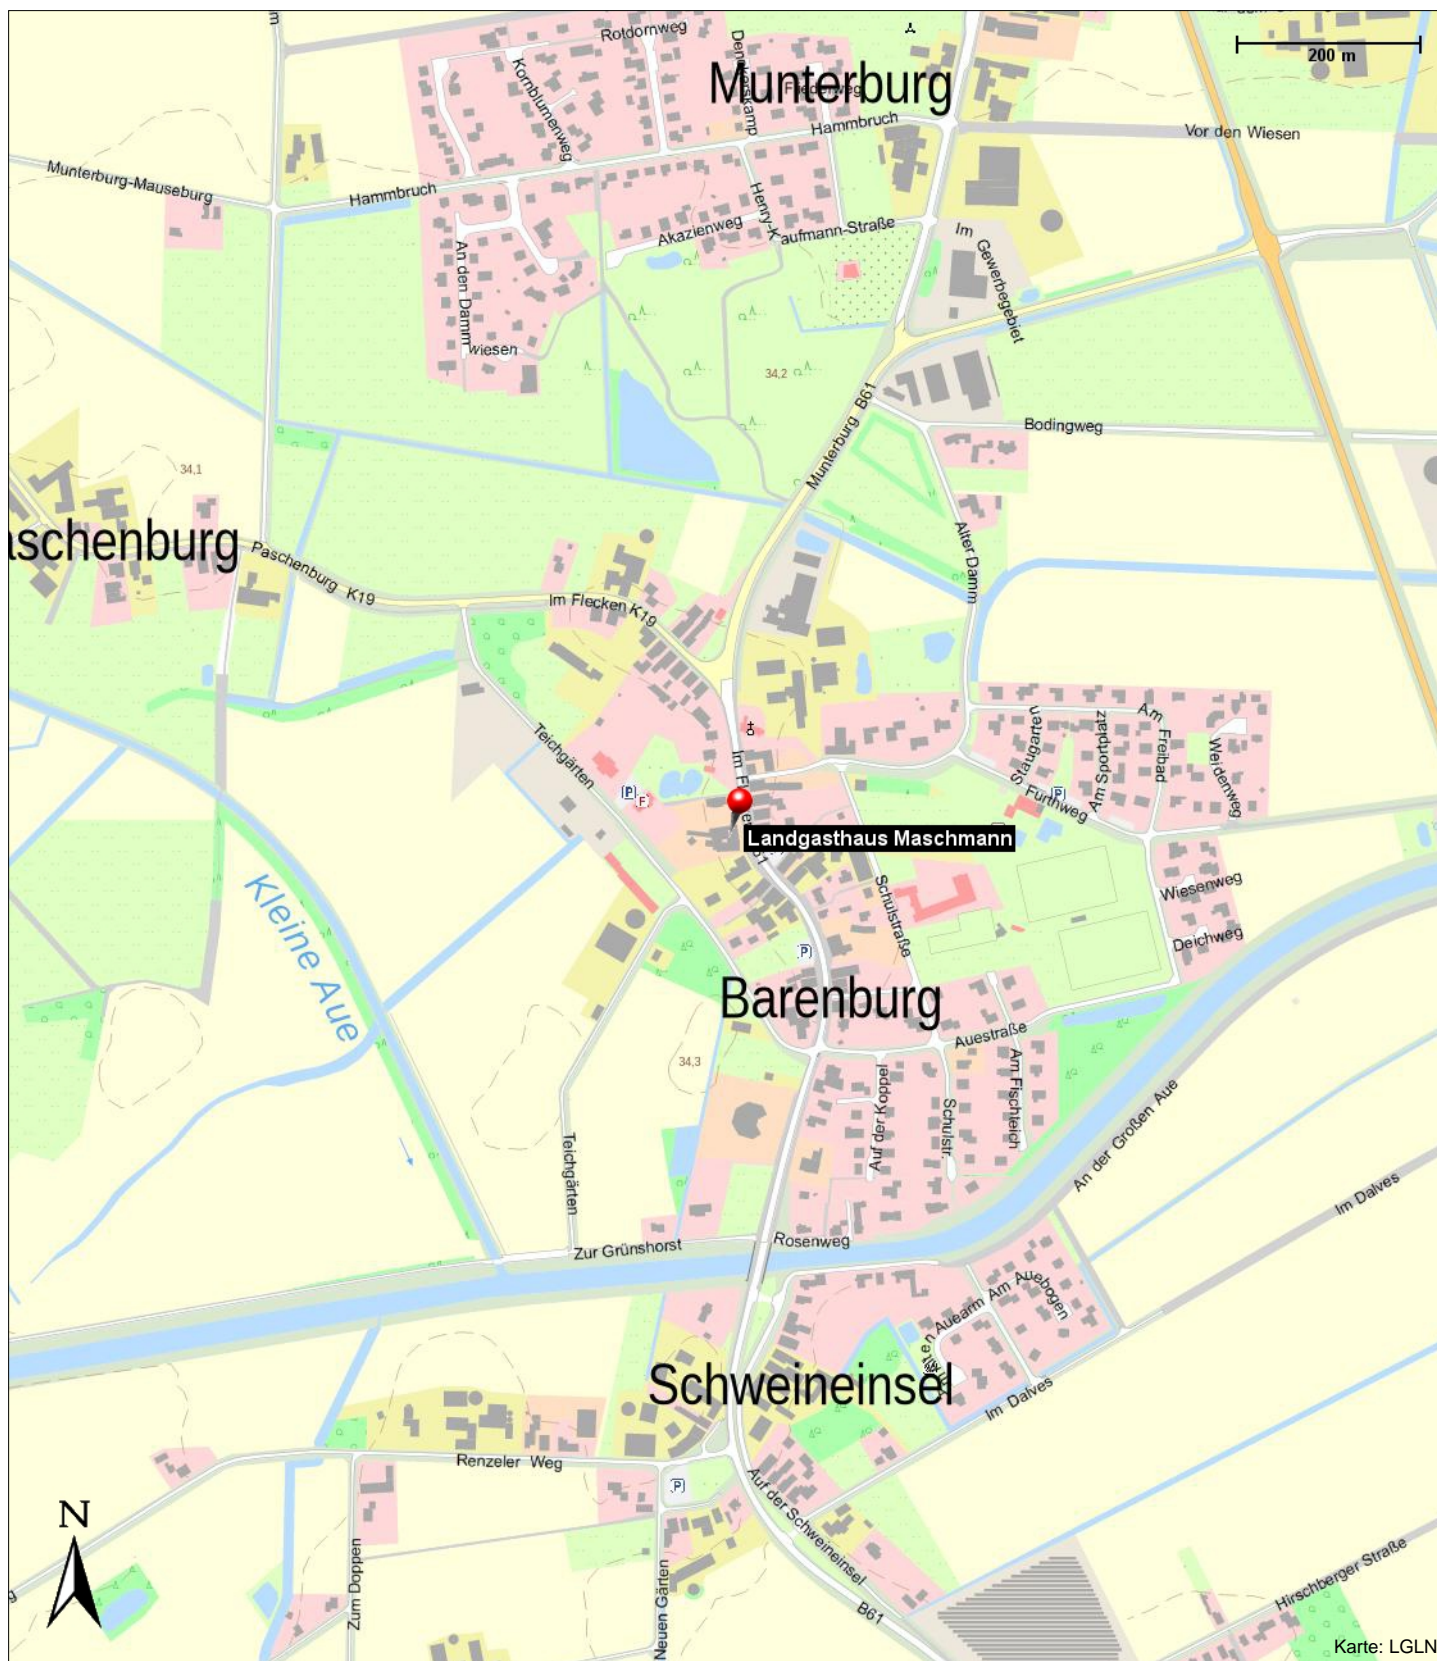 Rotdornweg
Kornblumenweg
Denckerskamp
Fliederweg
Munterburg
200 m
Hammbruch
Vor den Wiesen
Munterburg-Mauseburg
Hammbruch
Henry-Kaufmann-Straße
Akazienweg
Im Gewerbegebiet
An den Dammwiesen
34,2
Munterburg B61
Bodingweg
34,1
aschenburg
Paschenburg K19
Alter Damm
Im Flecken K19
Teichgärten
Staugarten
Am Sportplatz
Am Freibad
Weidenweg
Furthweg
P
F
P
Landgasthaus Maschmann
Kleine Aue
Schulstraße
Wiesenweg
Deichweg
P
Barenburg
Auestraße
34,3
Auf der Koppel
Schulstr.
Am Fischteich
An der Großen Aue
Teichgärten
Im Dalves
Zur Grünshorst
Rosenweg
Am Auebogen
Schweineinsel
Im Dalves
Renzeler Weg
P
Auf der Schweineinsel
N
Zum Doppen
Neuen Gärten
B61
Hirschberger Straße
Karte: LGLN